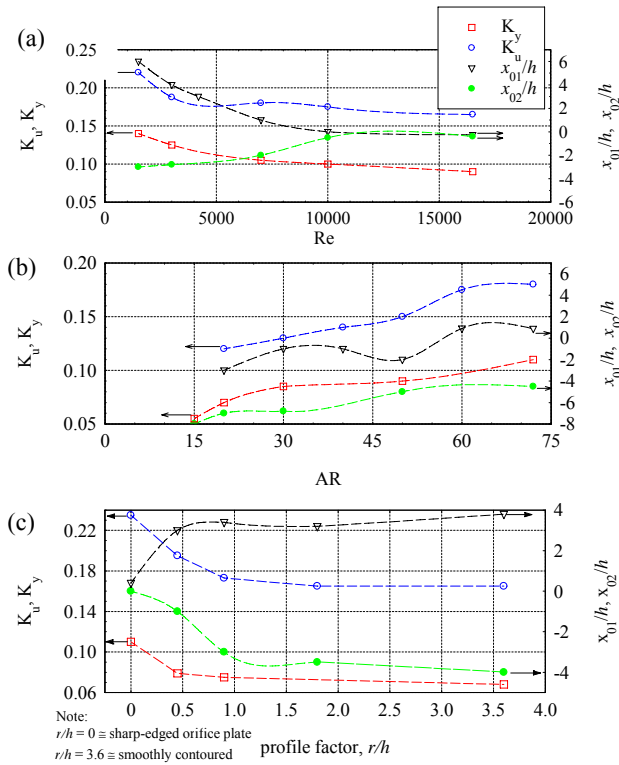 (a)
K_y
K_u
x_01/h
x_02/h
0.25
0.20
0.15
0.10
0.05
K_u, K_y
6
4
2
0
-2
-4
-6
x_01/h, x_02/h
0 5000 10000 15000 20000
Re
(b)
0.20
0.15
0.10
0.05
K_u, K_y
6
4
2
0
-2
-4
-6
-8
x_01/h, x_02/h
0 15 30 45 60 75
AR
(c)
0.22
0.18
0.14
0.10
0.06
K_u, K_y
4
2
0
-2
-4
x_01/h, x_02/h
0 0.5 1.0 1.5 2.0 2.5 3.0 3.5 4.0
Note:
r/h = 0 ≅ sharp-edged orifice plate
r/h = 3.6 ≅ smoothly contoured
profile factor, r/h